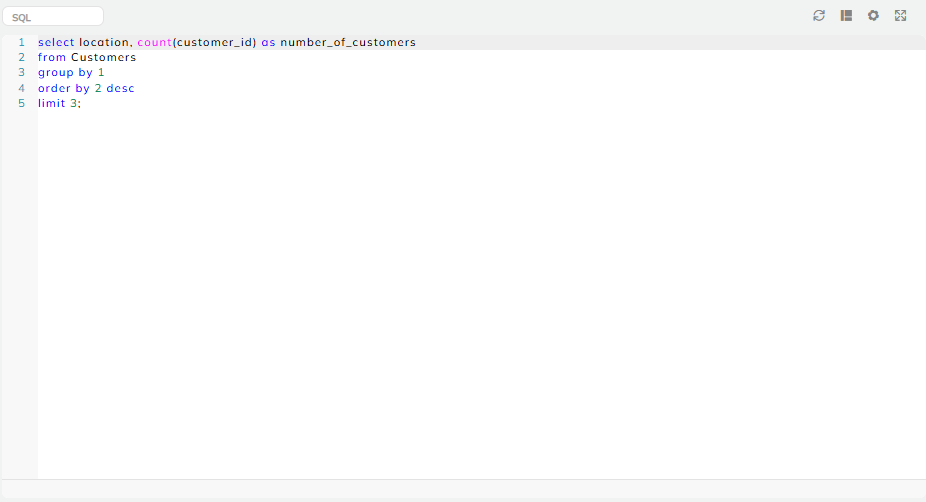 SQL
1 select location, count(customer_id) as number_of_customers
2 from Customers
3 group by 1
4 order by 2 desc
5 limit 3;